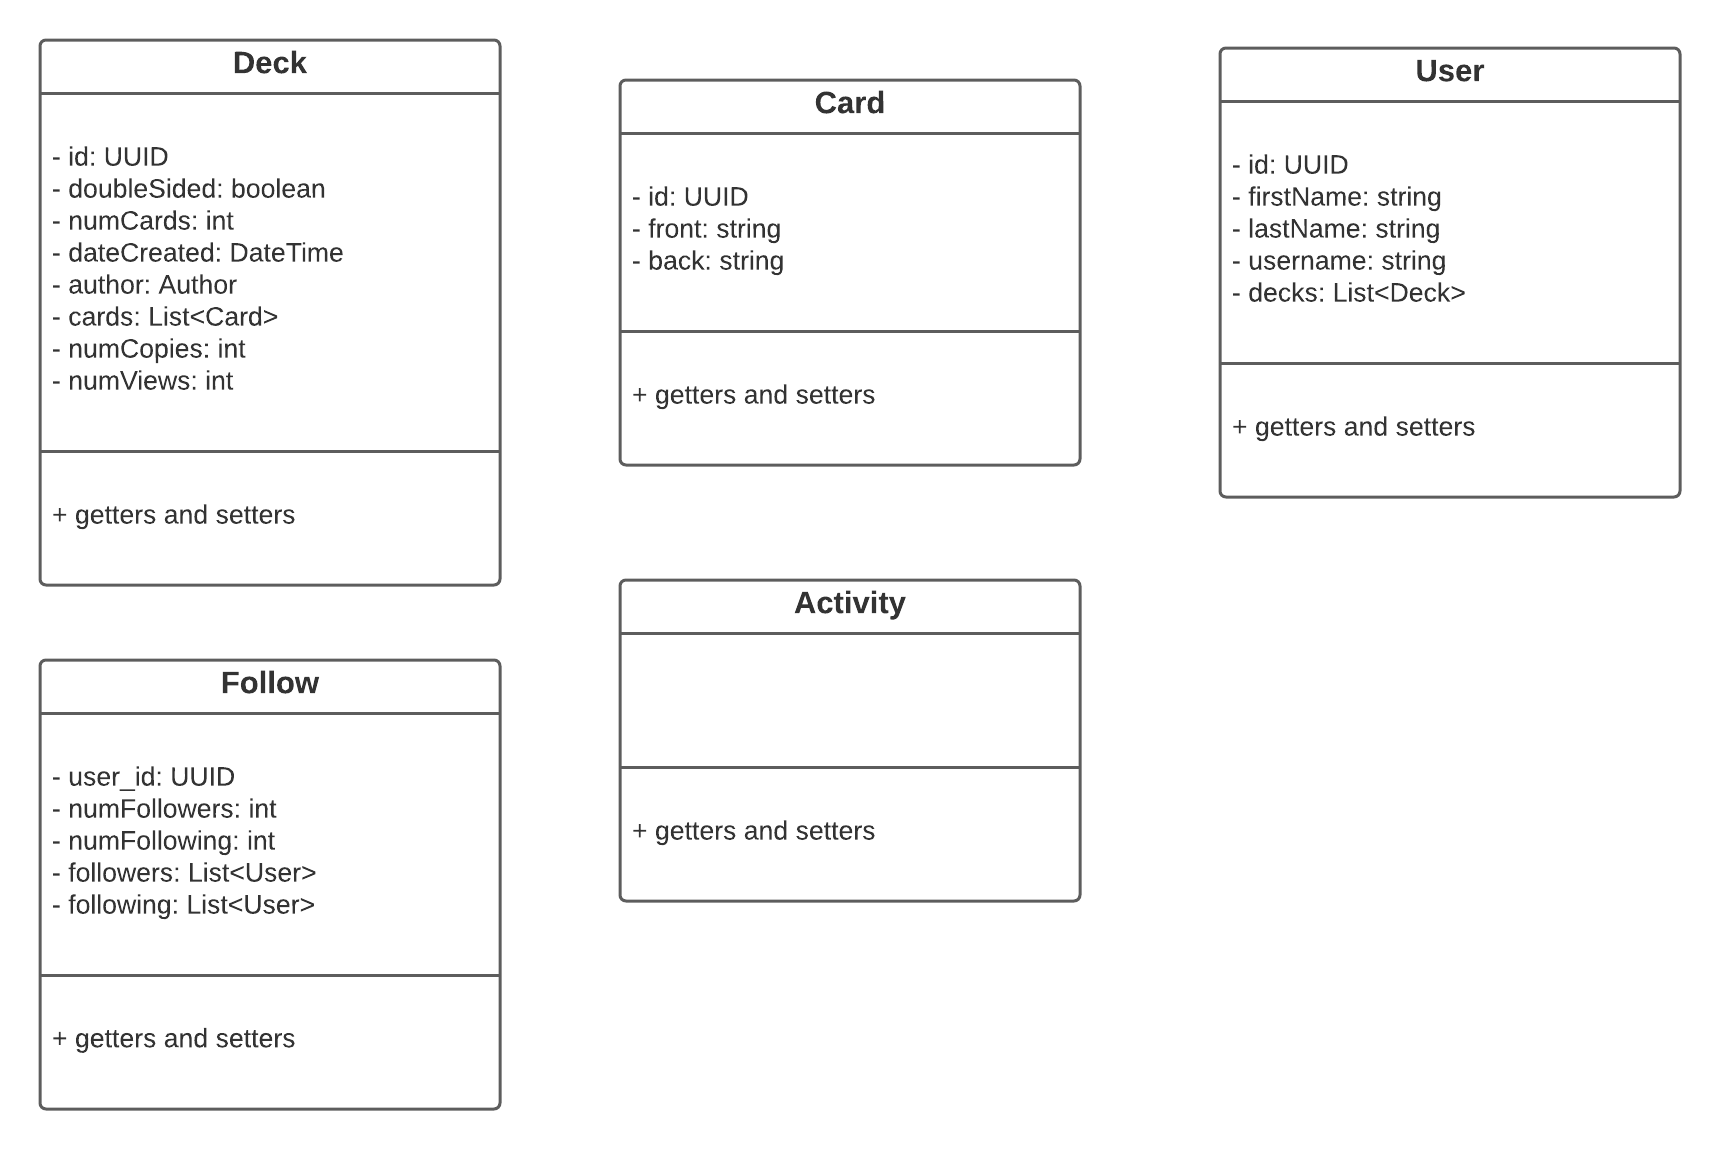 Deck
- id: UUID
- doubleSided: boolean
- numCards: int
- dateCreated: DateTime
- author: Author
- cards: List<Card>
- numCopies: int
- numViews: int
+ getters and setters
Card
- id: UUID
- front: string
- back: string
+ getters and setters
User
- id: UUID
- firstName: string
- lastName: string
- username: string
- decks: List<Deck>
+ getters and setters
Follow
- user_id: UUID
- numFollowers: int
- numFollowing: int
- followers: List<User>
- following: List<User>
+ getters and setters
Activity
+ getters and setters